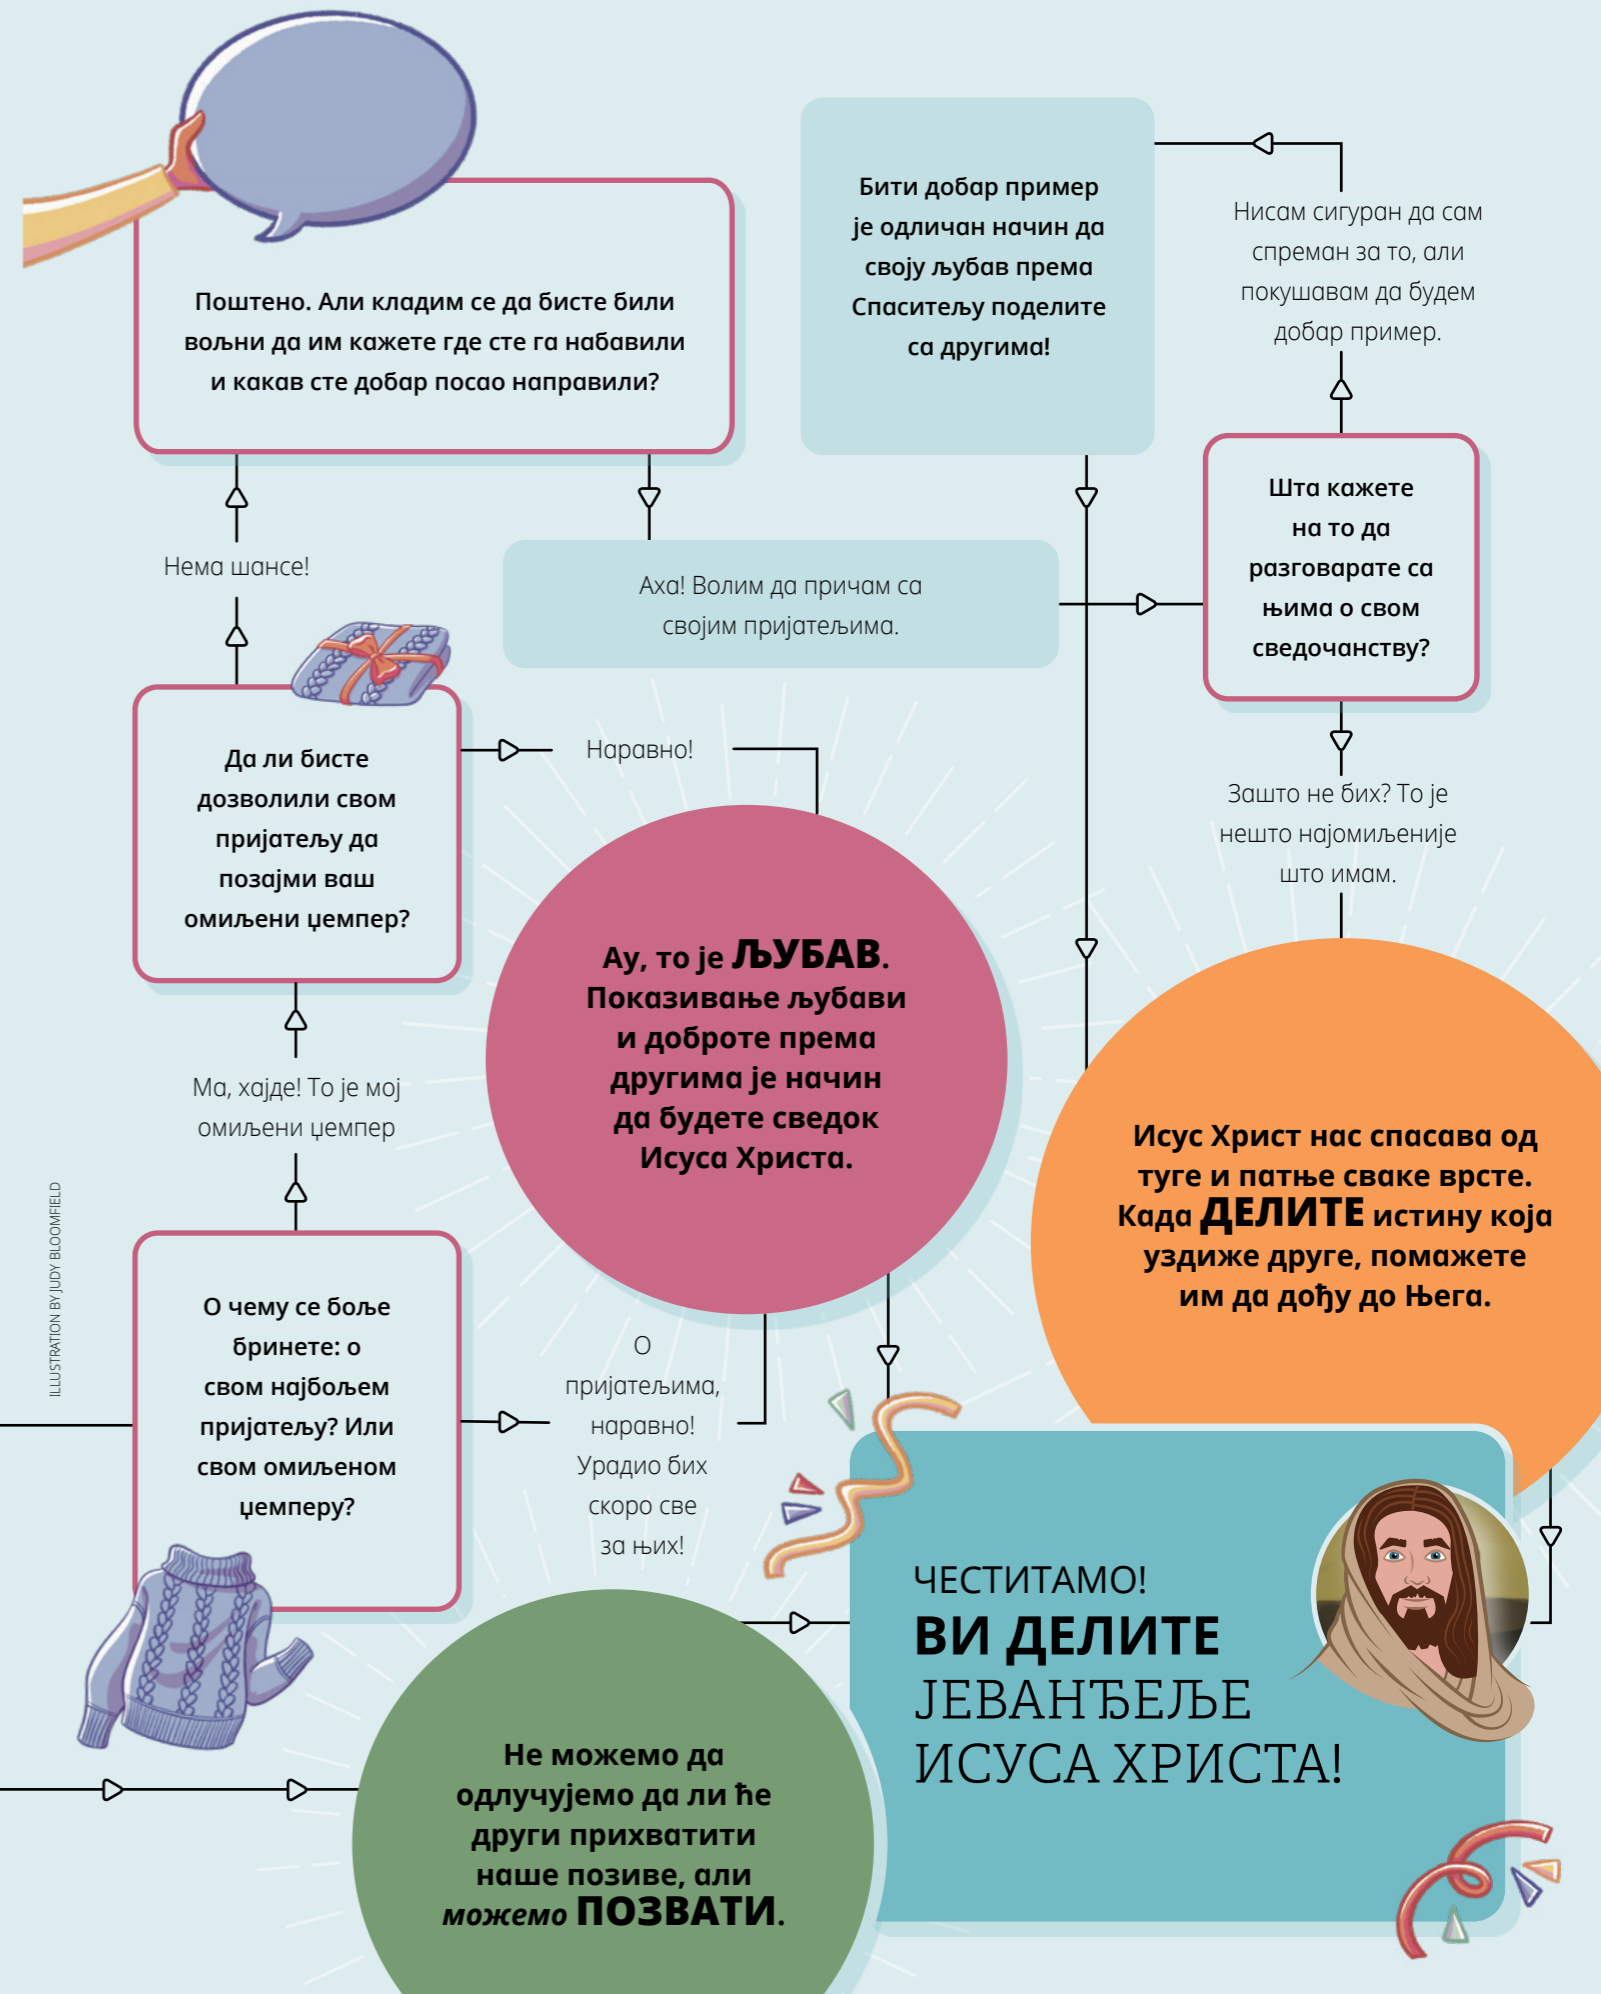 Поштено. Али кладим се да бисте били
вољни да им кажете где сте га набавили
и какав сте добар посао направили?
Бити добар пример
је одличан начин да
своју љубав према
Спаситељу поделите
са другима!
Нисам сигуран да сам
спреман за то, али
покушавам да будем
добар пример.
Шта кажете
на то да
разговарате са
њима о свом
сведочанству?
Нема шансе!
Аха! Волим да причам са
својим пријатељима.
Да ли бисте
дозволили свом
пријатељу да
позајми ваш
омиљени џемпер?
Наравно!
Зашто не бих? То је
нешто најомиљеније
што имам.
Ау, то је ЉУБАВ.
Показивање љубави
и доброте према
другима је начин
да будете сведок
Исуса Христа.
Ма, хајде! То је мој
омиљени џемпер
Исус Христ нас спасава од
туге и патње сваке врсте.
Када ДЕЛИТЕ истину која
уздиже друге, помажете
им да дођу до Њега.
ILLUSTRATION BY JUDY BLOOMFIELD
О чему се боље
бринете: о
свом најбољем
пријатељу? Или
свом омиљеном
џемперу?
О
пријатељима,
наравно!
Урадио бих
скоро све
за њих!
ЧЕСТИТАМО!
ВИ ДЕЛИТЕ
ЈЕВАНЂЕЉЕ
ИСУСА ХРИСТА!
Не можемо да
одлучујемо да ли ће
други прихватити
наше позиве, али
можемо ПОЗВАТИ.